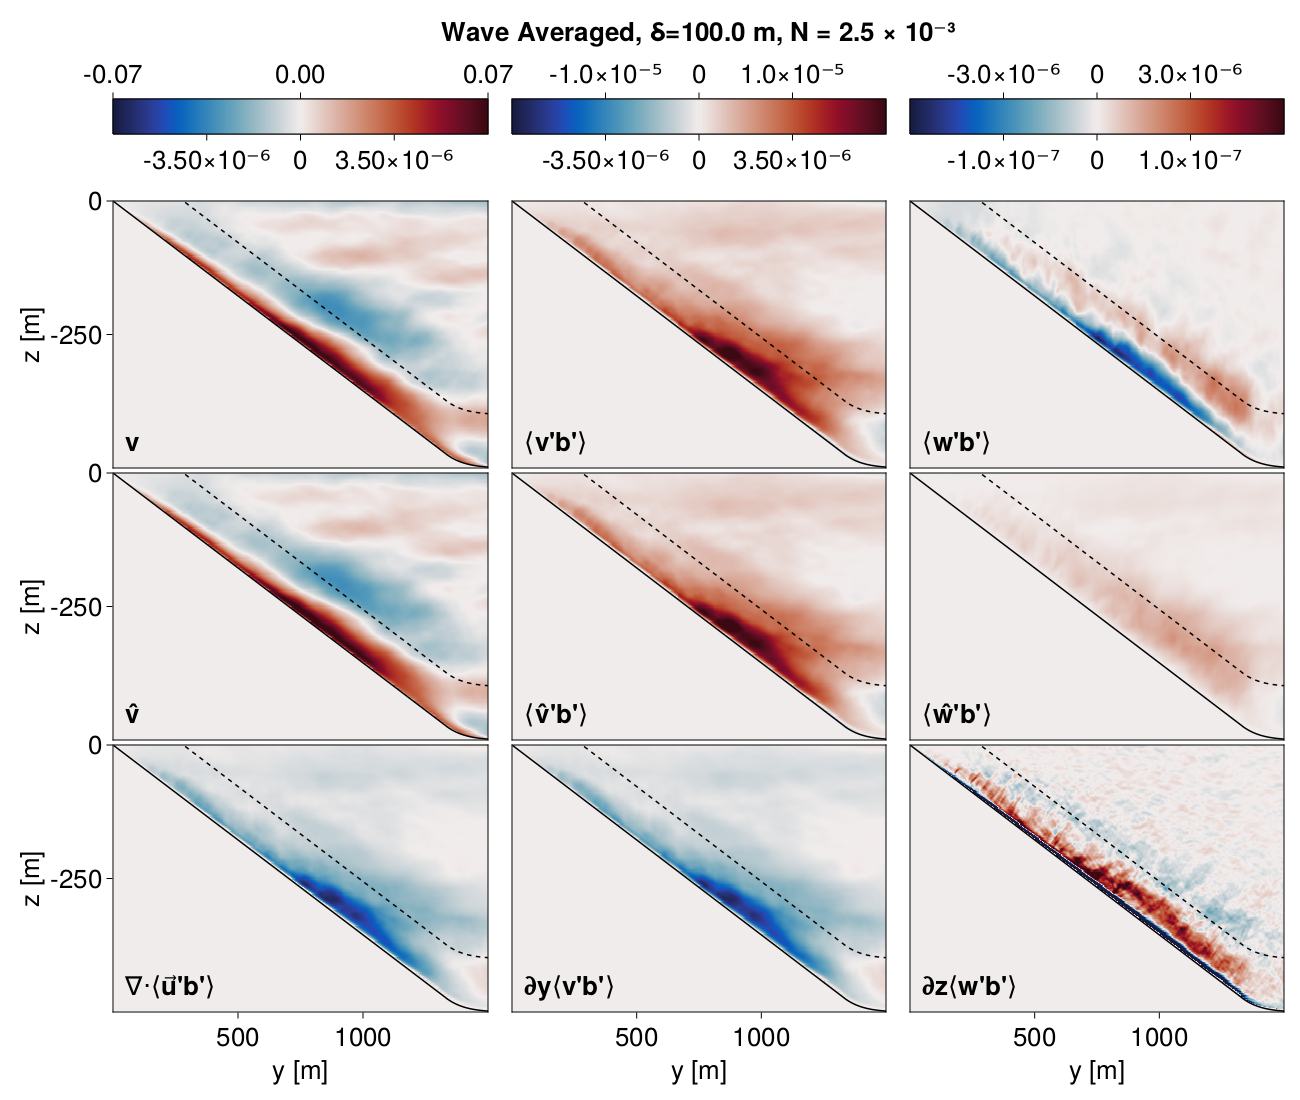 Wave Averaged, δ=100.0 m, N = 2.5 × 10⁻³
-0.07 0.00 0.07 -1.0×10⁻⁵ 0 1.0×10⁻⁵ -3.0×10⁻⁶ 0 3.0×10⁻⁶
-3.50×10⁻⁶ 0 3.50×10⁻⁶ -3.50×10⁻⁶ 0 3.50×10⁻⁶ -1.0×10⁻⁷ 0 1.0×10⁻⁷
0
z [m]
-250
v ⟨v'b'⟩ ⟨w'b'⟩
0
z [m]
-250
v̂ ⟨v̂'b'⟩ ⟨ŵ'b'⟩
0
z [m]
-250
∇·⟨u⃗'b'⟩ ∂y⟨v'b'⟩ ∂z⟨w'b'⟩
500 1000 500 1000 500 1000
y [m] y [m] y [m]